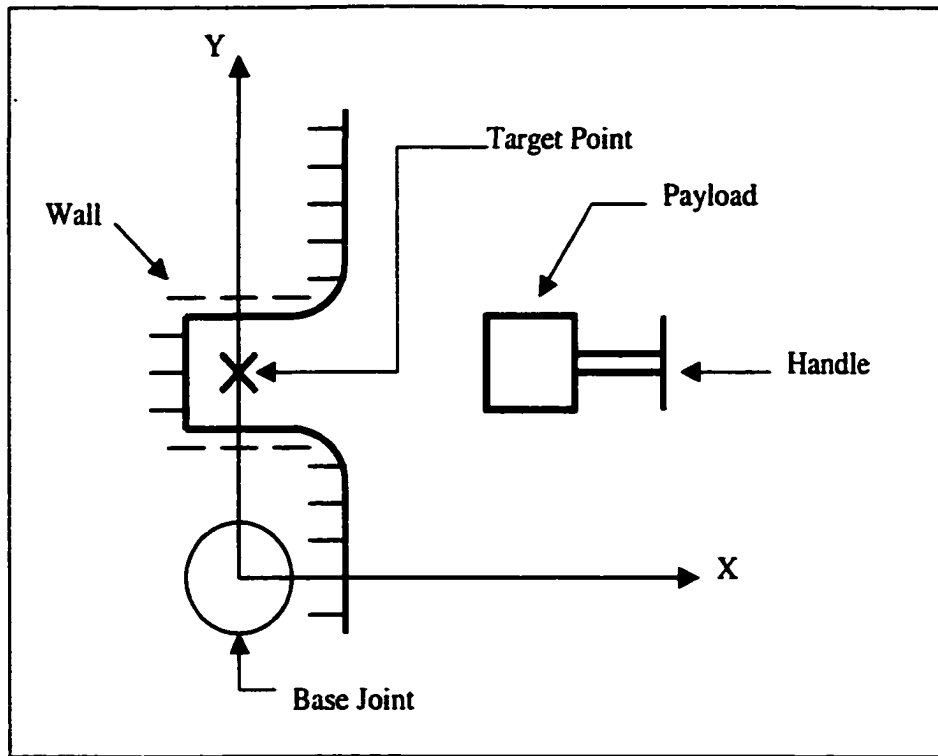 Y
Target Point
Payload
Wall
Handle
X
Base Joint